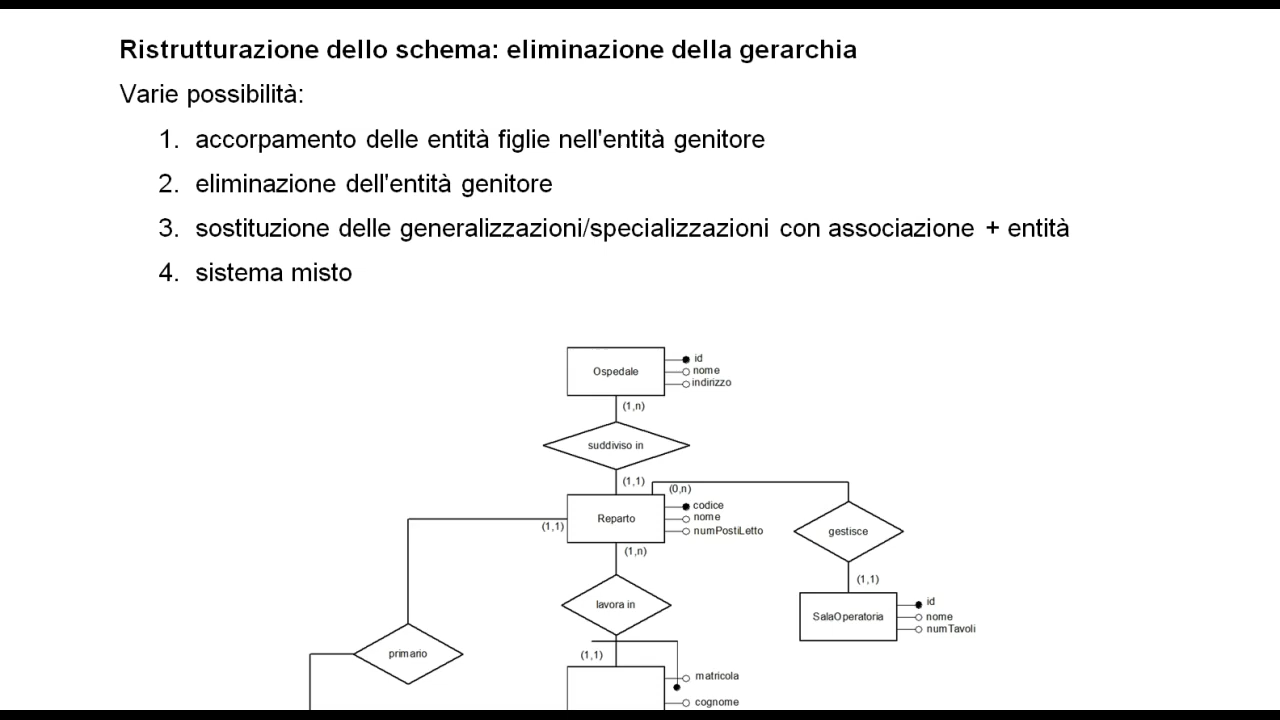 Ristrutturazione dello schema: eliminazione della gerarchia
Varie possibilità:
1. accorpamento delle entità figlie nell'entità genitore
2. eliminazione dell'entità genitore
3. sostituzione delle generalizzazioni/specializzazioni con associazione + entità
4. sistema misto
Ospedale
id
nome
indirizzo
(1,n)
suddiviso in
(1,1)
(0,n)
Reparto
codice
nome
numPostiLetto
(1,1)
(1,n)
gestisce
(1,1)
lavora in
SalaOperatoria
id
nome
numTavoli
primario
(1,1)
matricola
cognome